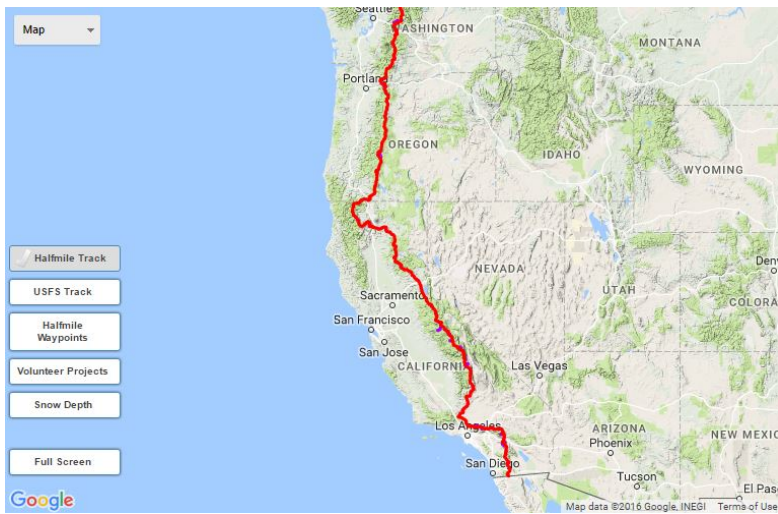 Map
Seattle
WASHINGTON
MONTANA
Portland
OREGON
IDAHO
WYOMING
Halfmile Track
NEVADA
Den
USFS Track
Sacramento
UTAH
COLORA
Halfmile
Waypoints
San Francisco
San Jose
Volunteer Projects
CALIFORNI
Las Vegas
Snow Depth
Los Angeles
ARIZONA
NEW MEXIC
Phoenix
Full Screen
San Diego
Tucson
El Pas
Google
Map data ©2016 Google, INEGI Terms of Use